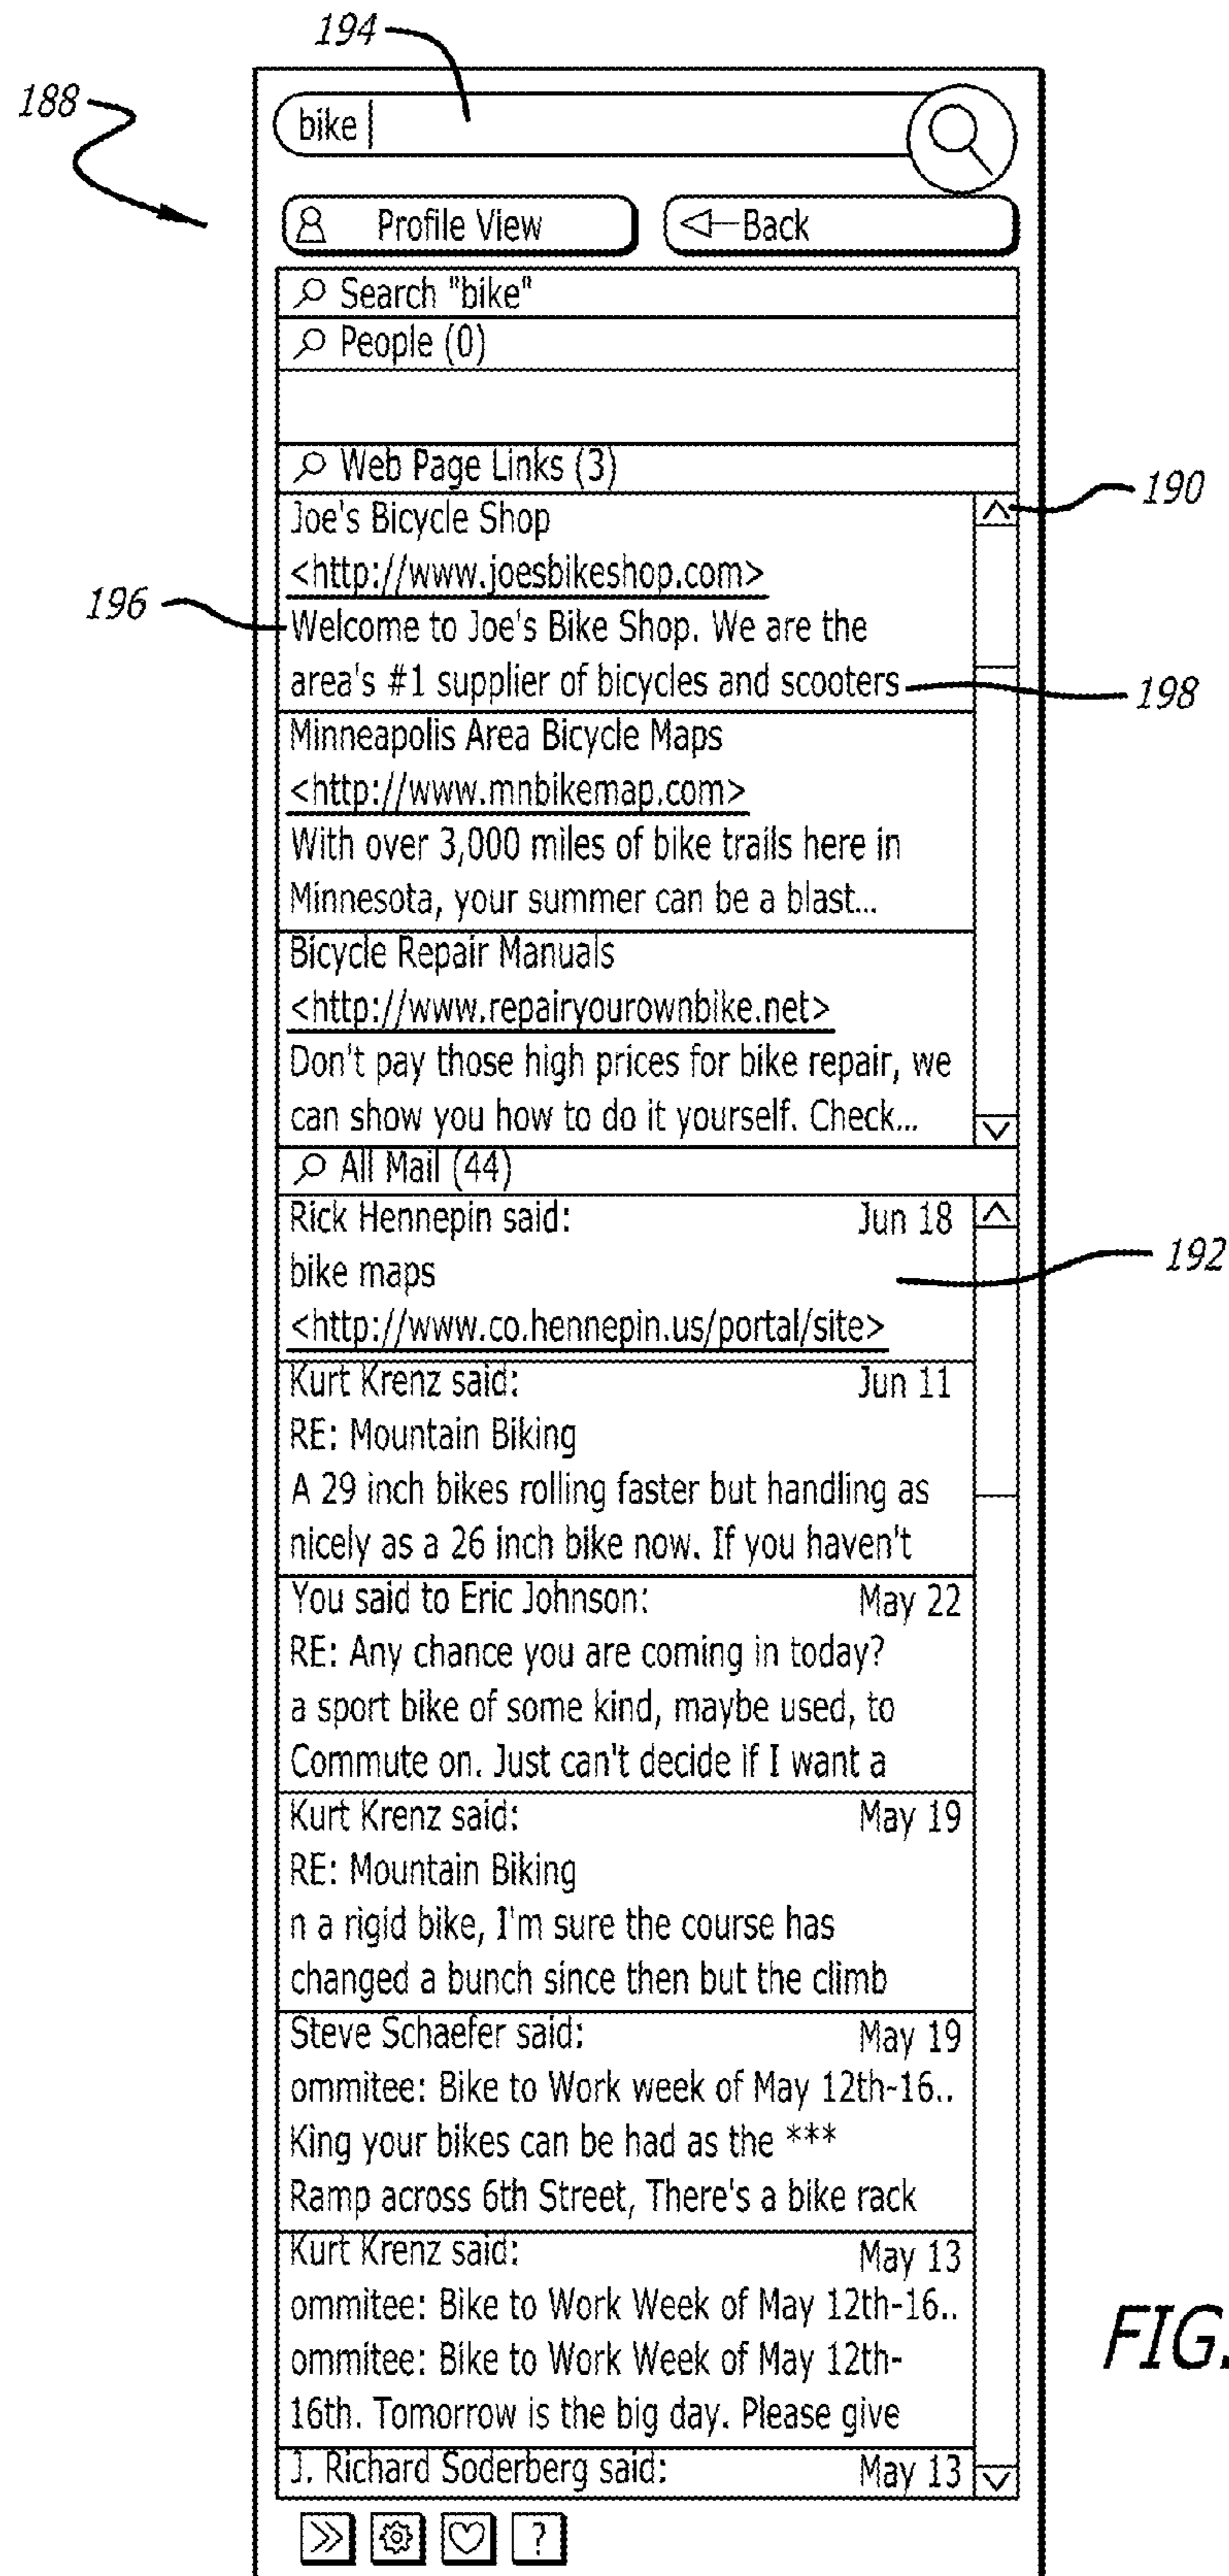 194
188
bike
Profile View
Back
Search "bike"
People (0)
Web Page Links (3)
190
Joe's Bicycle Shop
<http://www.joesbikeshop.com>
196
Welcome to Joe's Bike Shop. We are the
area's #1 supplier of bicycles and scooters
198
Minneapolis Area Bicycle Maps
<http://www.mnbikemap.com>
With over 3,000 miles of bike trails here in
Minnesota, your summer can be a blast...
Bicycle Repair Manuals
<http://www.repairyourownbike.net>
Don't pay those high prices for bike repair, we
can show you how to do it yourself. Check...
All Mail (44)
Rick Hennepin said: Jun 18
bike maps
192
<http://www.co.hennepin.us/portal/site>
Kurt Krenz said: Jun 11
RE: Mountain Biking
A 29 inch bikes rolling faster but handling as
nicely as a 26 inch bike now. If you haven't
You said to Eric Johnson: May 22
RE: Any chance you are coming in today?
a sport bike of some kind, maybe used, to
Commute on. Just can't decide if I want a
Kurt Krenz said: May 19
RE: Mountain Biking
n a rigid bike, I'm sure the course has
changed a bunch since then but the climb
Steve Schaefer said: May 19
ommitee: Bike to Work week of May 12th-16..
King your bikes can be had as the ***
Ramp across 6th Street, There's a bike rack
Kurt Krenz said: May 13
ommitee: Bike to Work Week of May 12th-16..
ommitee: Bike to Work Week of May 12th-
16th. Tomorrow is the big day. Please give
FIG.
J. Richard Soderberg said: May 13
?